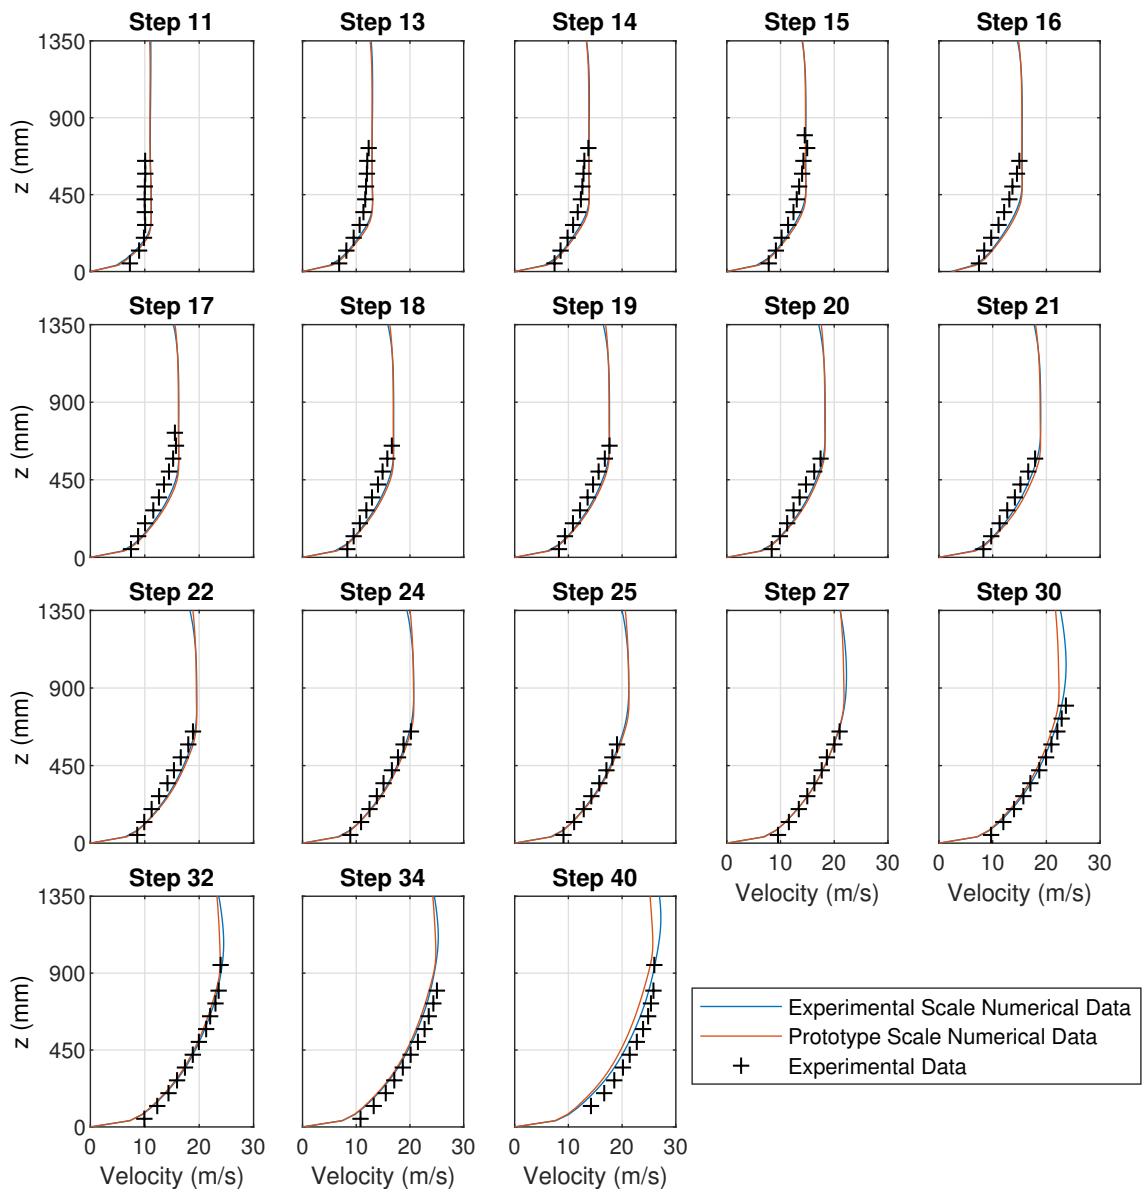 Step 11 Step 13 Step 14 Step 15 Step 16
1350
900
450
0
z (mm)
Step 17 Step 18 Step 19 Step 20 Step 21
1350
900
450
0
z (mm)
Step 22 Step 24 Step 25 Step 27 Step 30
1350
900
450
0
z (mm)
0 10 20 30 0 10 20 30
Velocity (m/s) Velocity (m/s)
Step 32 Step 34 Step 40
1350
900
450
0
z (mm)
0 10 20 30 0 10 20 30 0 10 20 30
Velocity (m/s) Velocity (m/s) Velocity (m/s)
Experimental Scale Numerical Data
Prototype Scale Numerical Data
Experimental Data